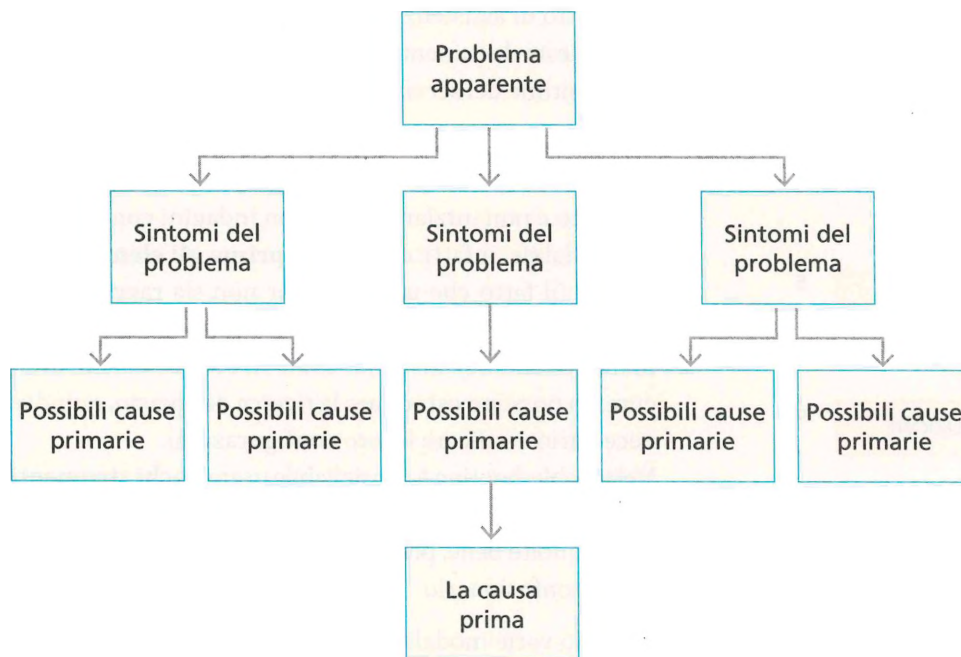 Problema
apparente
Sintomi del
problema
Sintomi del
problema
Sintomi del
problema
Possibili cause
primarie
Possibili cause
primarie
Possibili cause
primarie
Possibili cause
primarie
Possibili cause
primarie
La causa
prima